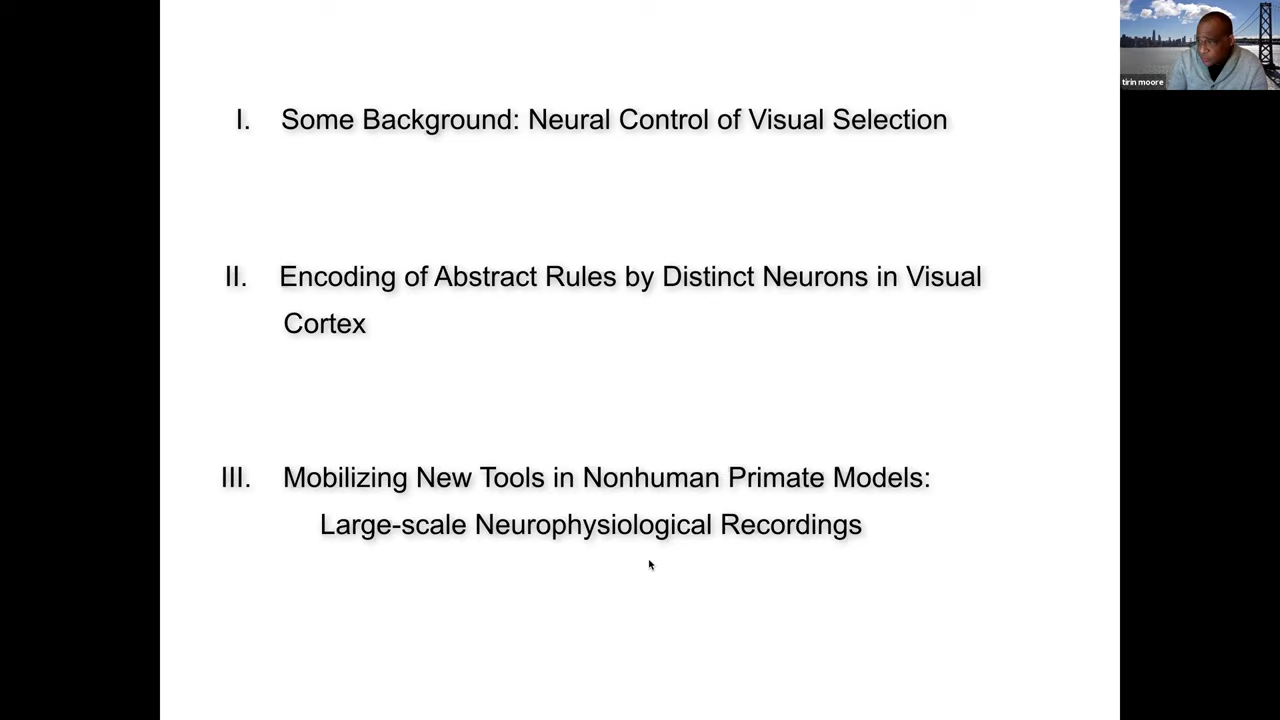 tirin moore
I. Some Background: Neural Control of Visual Selection
II. Encoding of Abstract Rules by Distinct Neurons in Visual
Cortex
III. Mobilizing New Tools in Nonhuman Primate Models:
Large-scale Neurophysiological Recordings